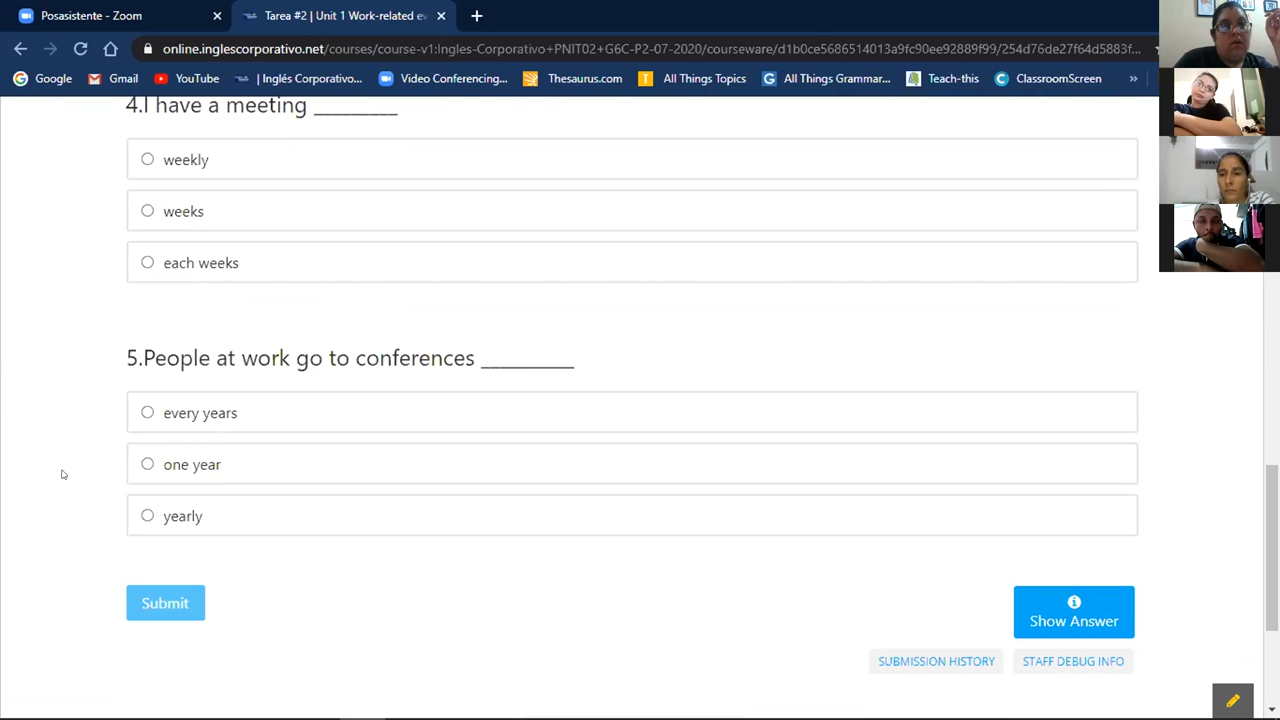 Posasistente - Zoom
Tarea #2 | Unit 1 Work-related ev
online.inglescorporativo.net/courses/course-v1:Ingles-Corporativo+PNIT02+G6C-P2-07-2020/courseware/d1b0ce5686514013a9fc90ee92889f99/254d76de27f64d5883f...
Google
Gmail
YouTube
| Inglés Corporativo...
Video Conferencing...
Thesaurus.com
All Things Topics
All Things Grammar...
Teach-this
ClassroomScreen
4.I have a meeting _________
weekly
weeks
each weeks
5.People at work go to conferences _________
every years
one year
yearly
Submit
Show Answer
SUBMISSION HISTORY
STAFF DEBUG INFO